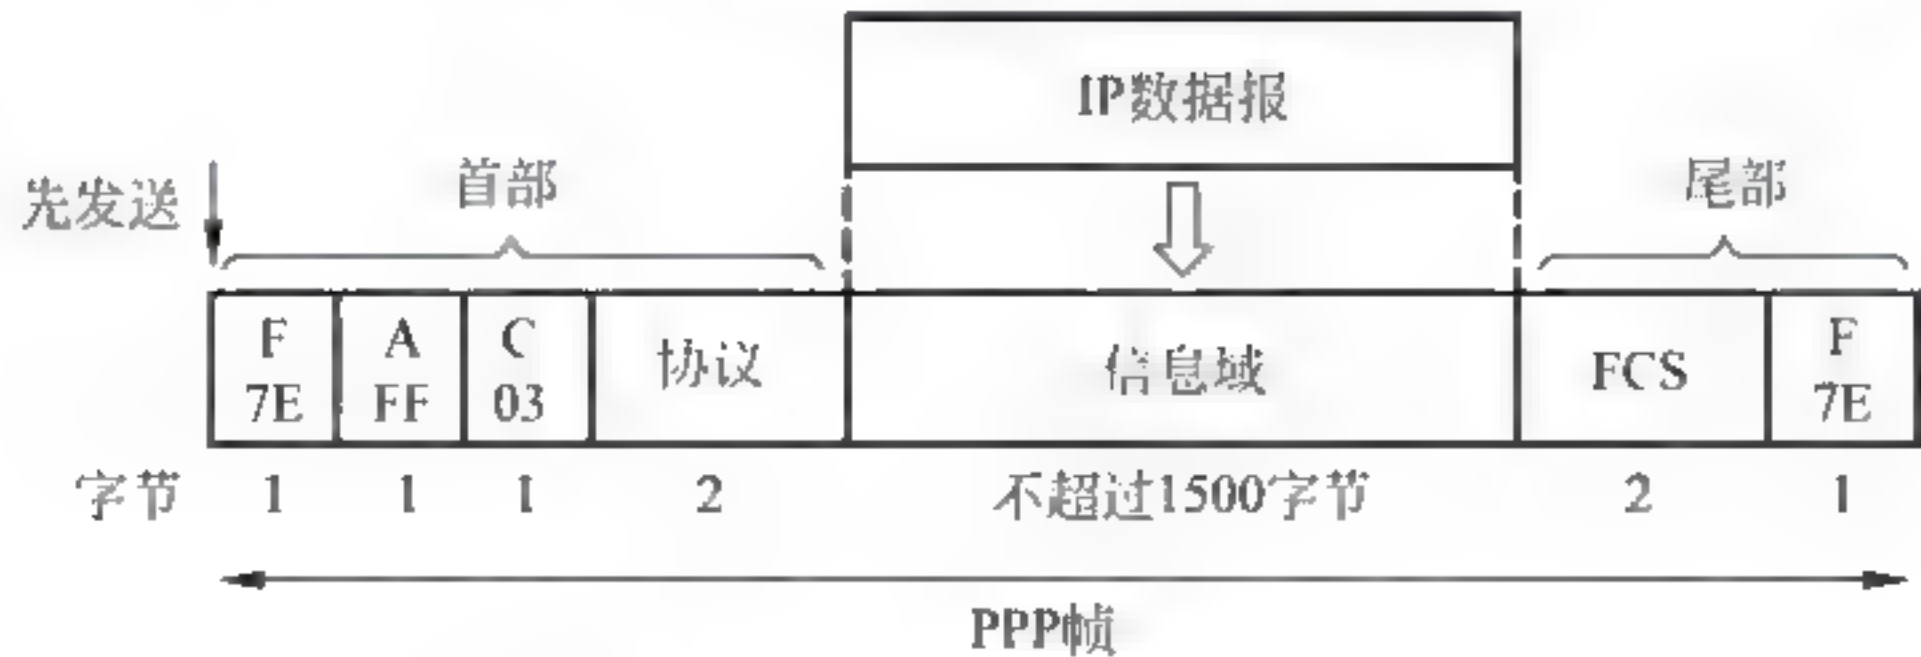 IP数据报
先发送
首部
尾部
F
7E
A
FF
C
03
协议
信息域
FCS
F
7E
字节 1 1 1 2 不超过1500字节 2 1
PPP帧